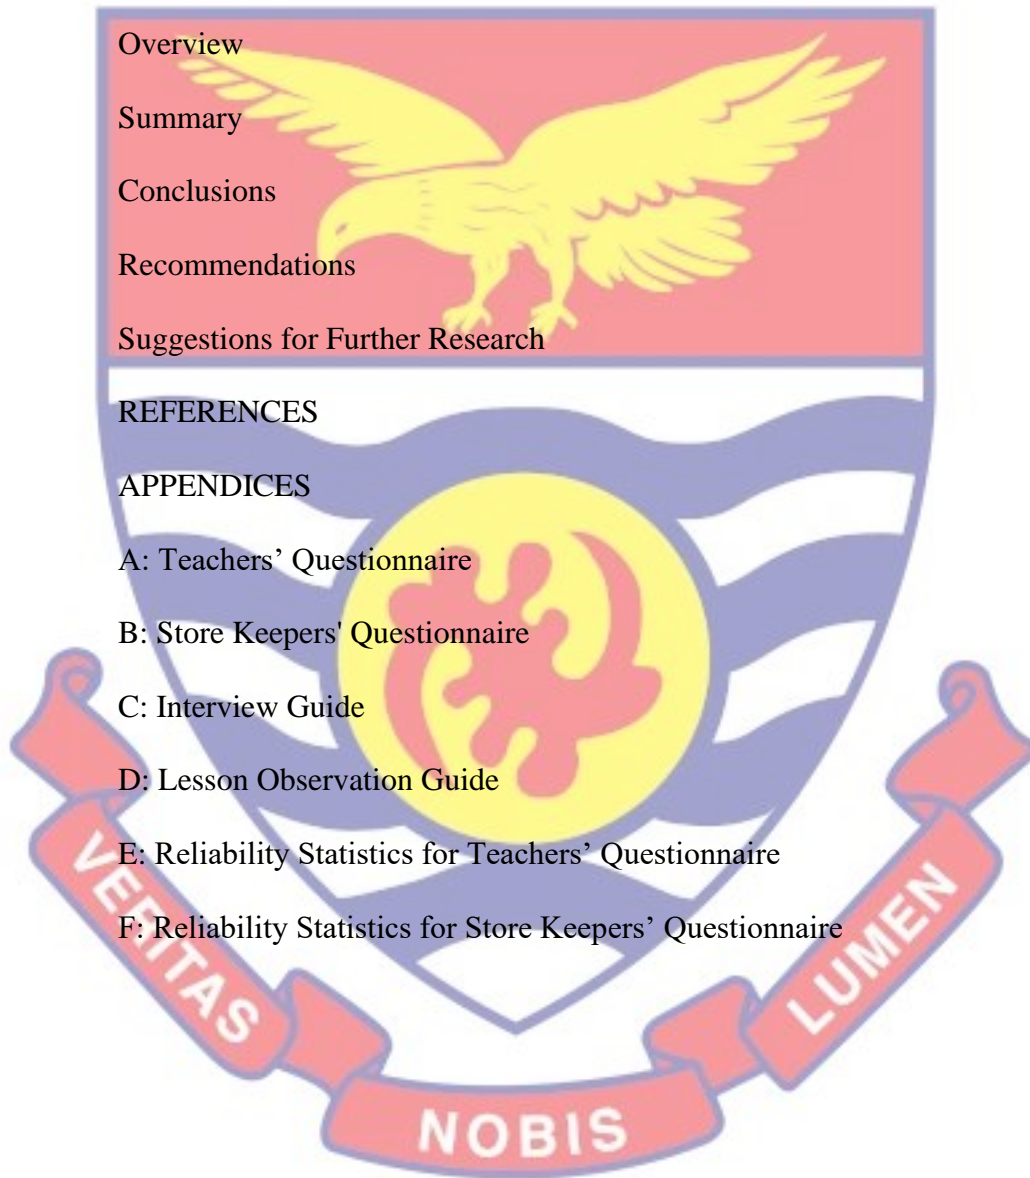 Overview
Summary
Conclusions
Recommendations
Suggestions for Further Research
REFERENCES
APPENDICES
A: Teachers’ Questionnaire
B: Store Keepers' Questionnaire
C: Interview Guide
D: Lesson Observation Guide
E: Reliability Statistics for Teachers’ Questionnaire
F: Reliability Statistics for Store Keepers’ Questionnaire
VERITAS
NOBIS
LUMEN